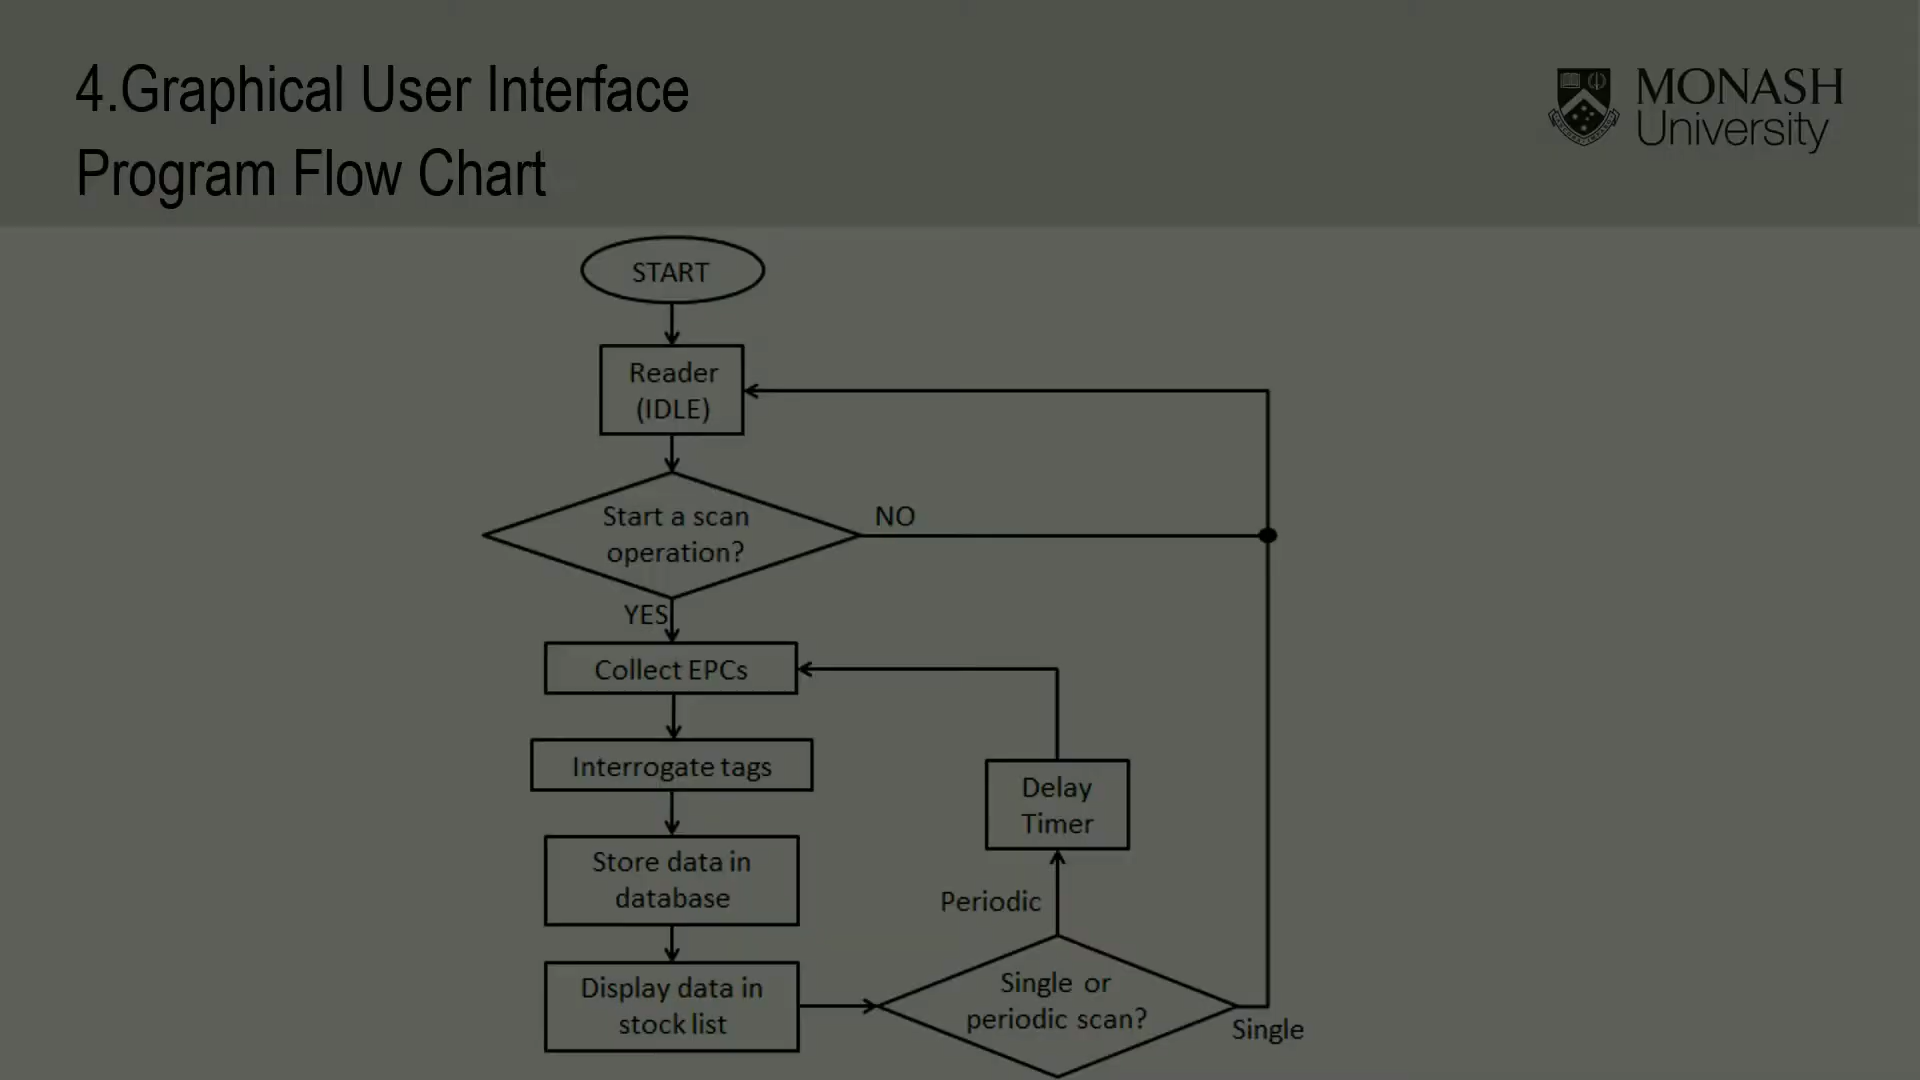 4.Graphical User Interface
Program Flow Chart
MONASH
University
START
Reader
(IDLE)
Start a scan
operation?
NO
YES
Collect EPCs
Interrogate tags
Store data in
database
Display data in
stock list
Delay
Timer
Periodic
Single or
periodic scan?
Single